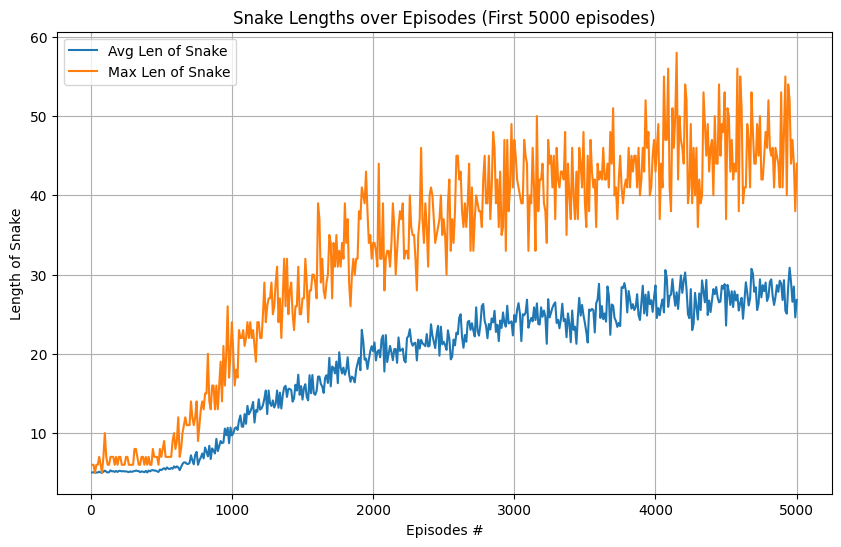 Snake Lengths over Episodes (First 5000 episodes)
Avg Len of Snake
Max Len of Snake
Length of Snake
60
50
40
30
20
10
0
1000
2000
3000
4000
5000
Episodes #